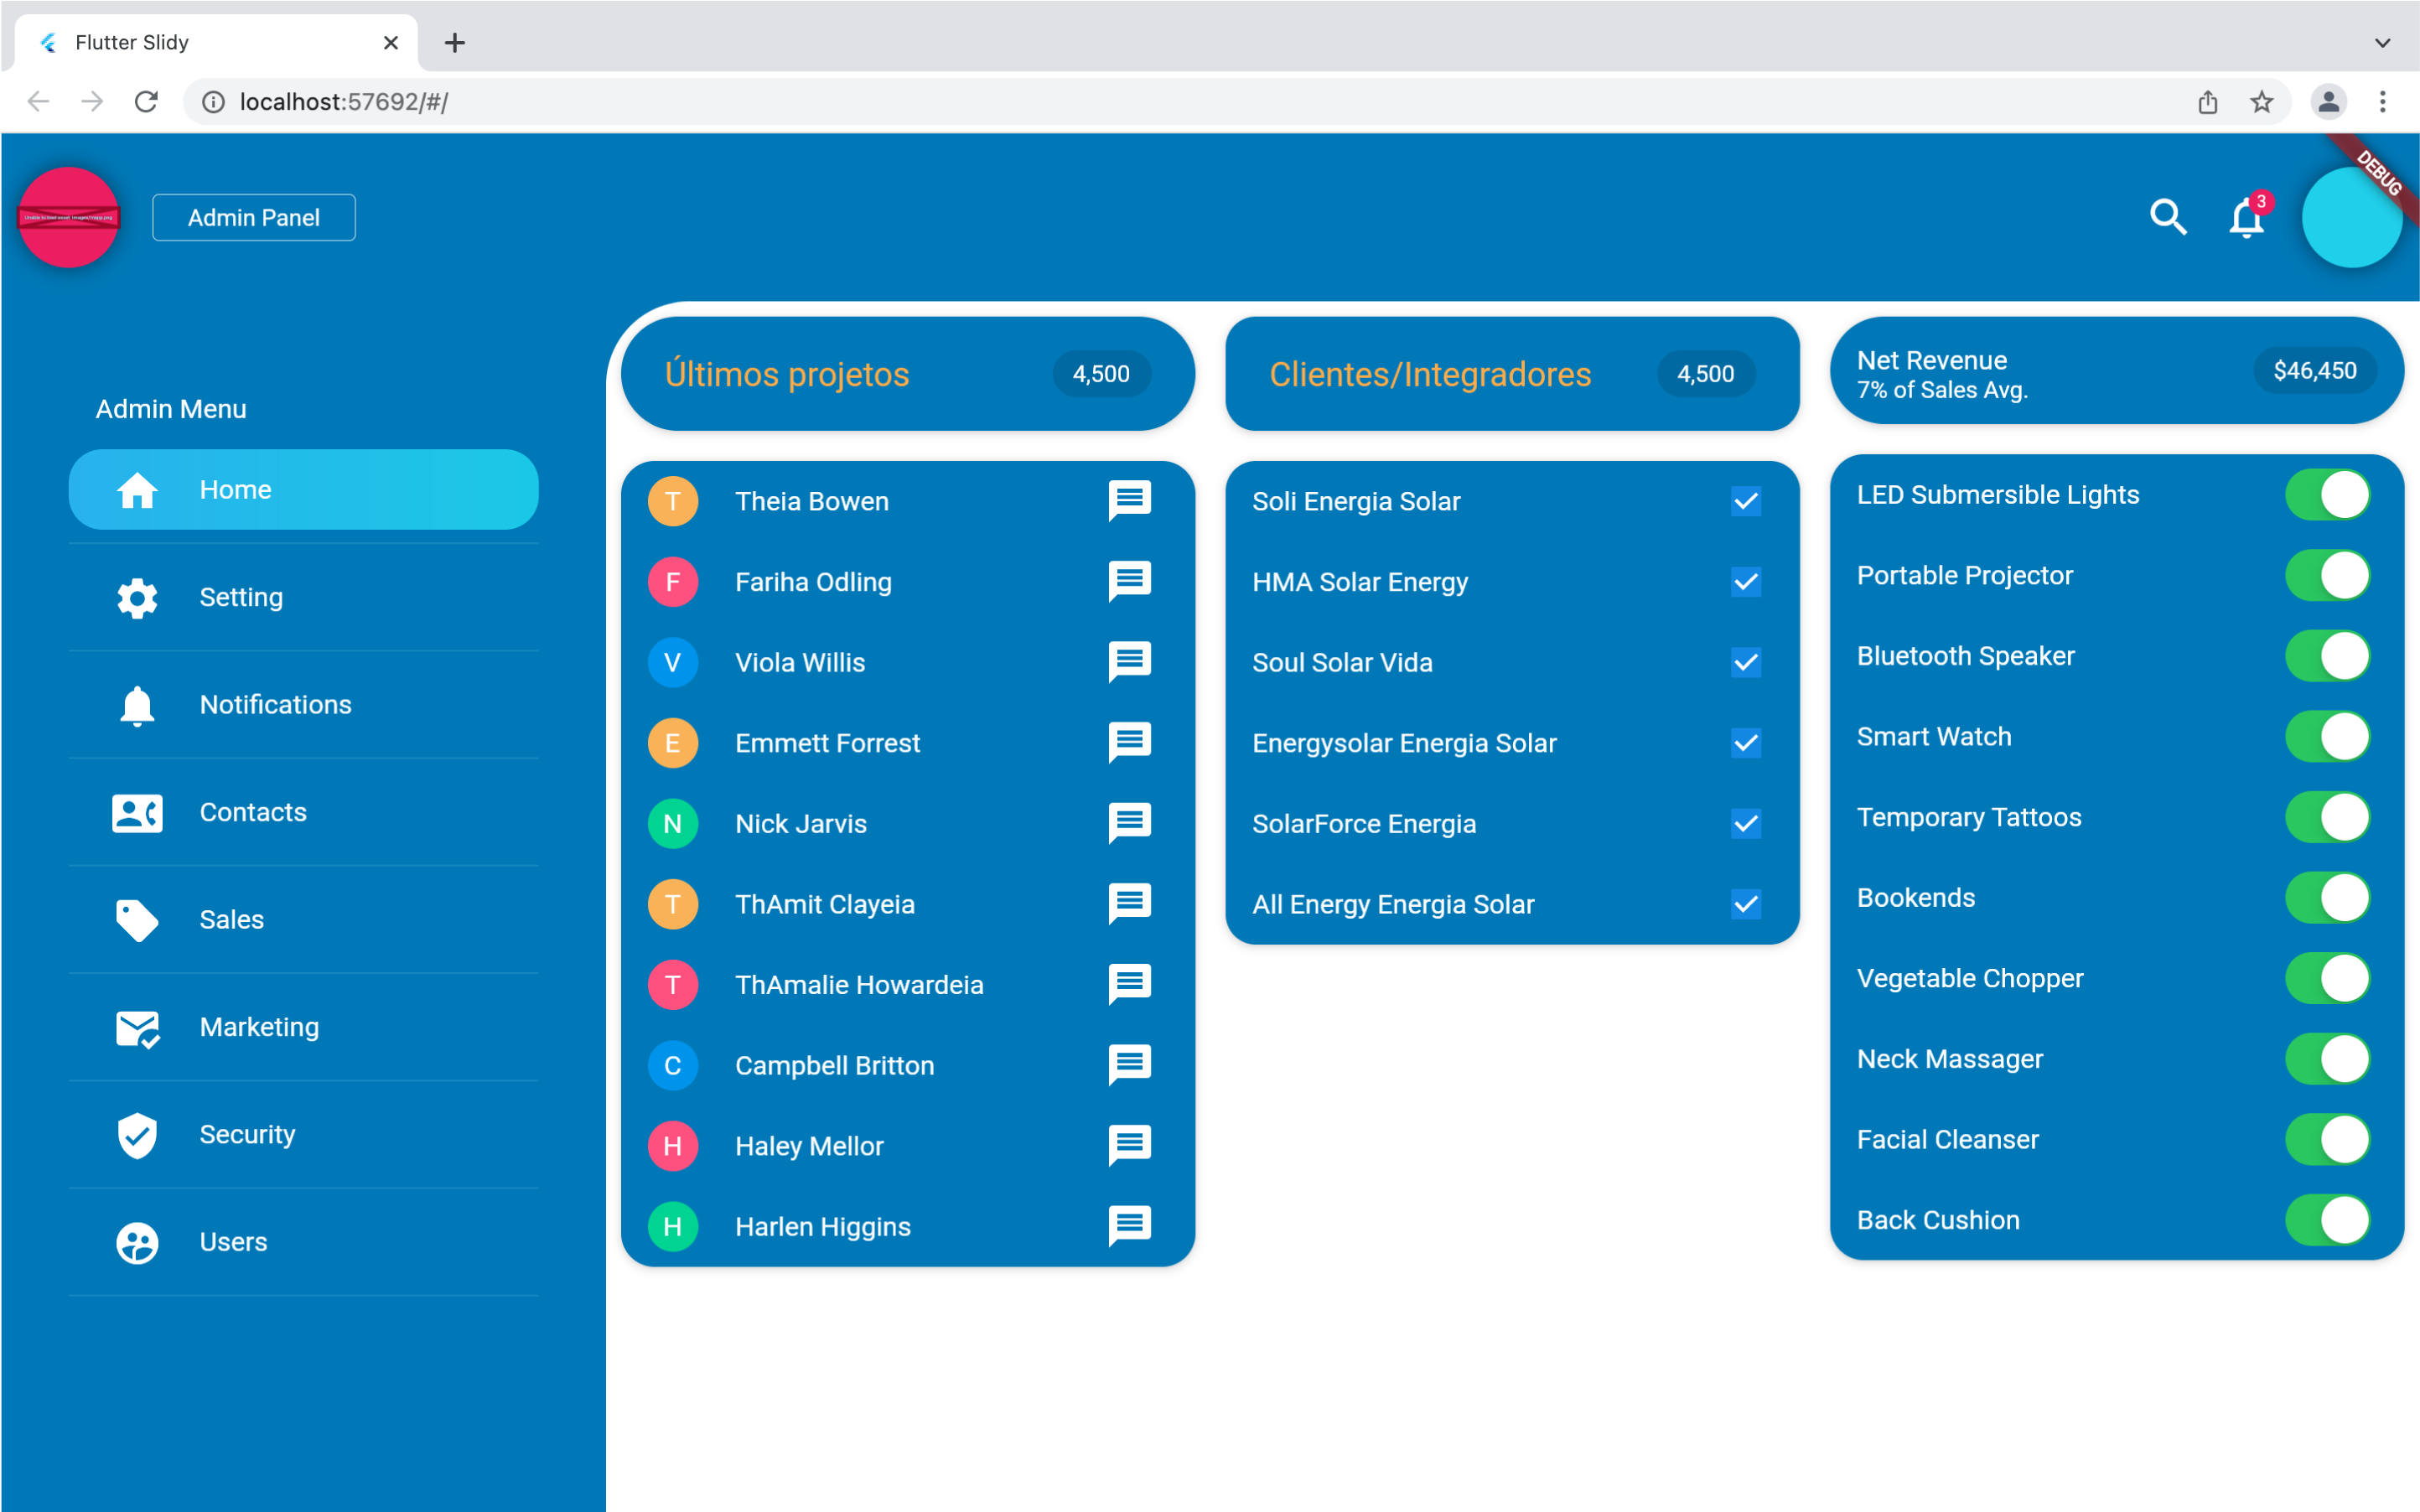 Flutter Slidy
localhost:57692/#/
DEBUG
Admin Panel
3
Admin Menu
Home
Setting
Notifications
Contacts
Sales
Marketing
Security
Users
Últimos projetos 4,500
T Theia Bowen
F Fariha Odling
V Viola Willis
E Emmett Forrest
N Nick Jarvis
T ThAmit Clayeia
T ThAmalie Howardeia
C Campbell Britton
H Haley Mellor
H Harlen Higgins
Clientes/Integradores 4,500
Soli Energia Solar
HMA Solar Energy
Soul Solar Vida
Energysolar Energia Solar
SolarForce Energia
All Energy Energia Solar
Net Revenue
7% of Sales Avg.
$46,450
LED Submersible Lights
Portable Projector
Bluetooth Speaker
Smart Watch
Temporary Tattoos
Bookends
Vegetable Chopper
Neck Massager
Facial Cleanser
Back Cushion